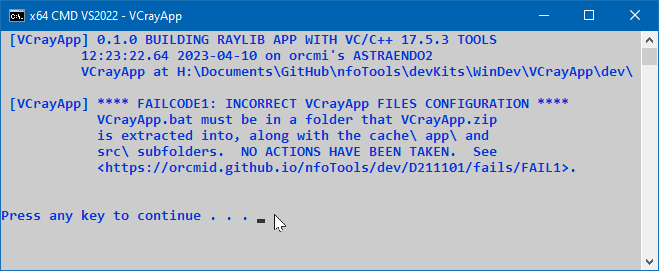 x64 CMD VS2022 - VCrayApp
[VCrayApp] 0.1.0 BUILDING RAYLIB APP WITH VC/C++ 17.5.3 TOOLS
12:23:22.64 2023-04-10 on orcmi's ASTRAENDO2
VCrayApp at H:\Documents\GitHub\nfoTools\devKits\WinDev\VCrayApp\dev\
[VCrayApp] **** FAILCODE1: INCORRECT VCrayApp FILES CONFIGURATION ****
VCrayApp.bat must be in a folder that VCrayApp.zip
is extracted into, along with the cache\ app\ and
src\ subfolders.  NO ACTIONS HAVE BEEN TAKEN.  See
<https://orcmid.github.io/nfoTools/dev/D211101/fails/FAIL1>.
Press any key to continue . . .